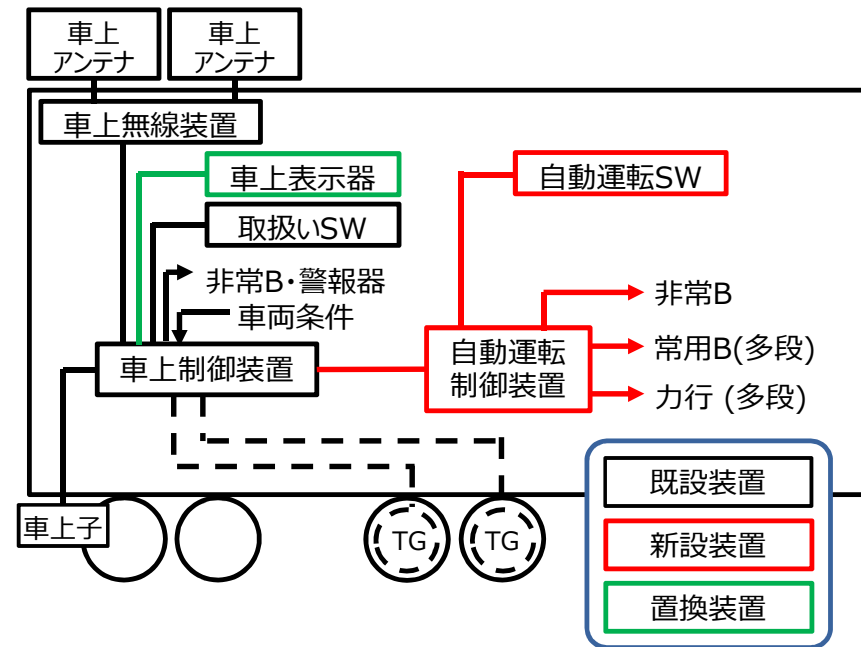 車上
アンテナ
車上
アンテナ
車上無線装置
車上表示器
自動運転SW
取扱いSW
非常B・警報器
車両条件
非常B
車上制御装置
自動運転
制御装置
常用B(多段)
力行 (多段)
車上子
TG
TG
既設装置
新設装置
置換装置